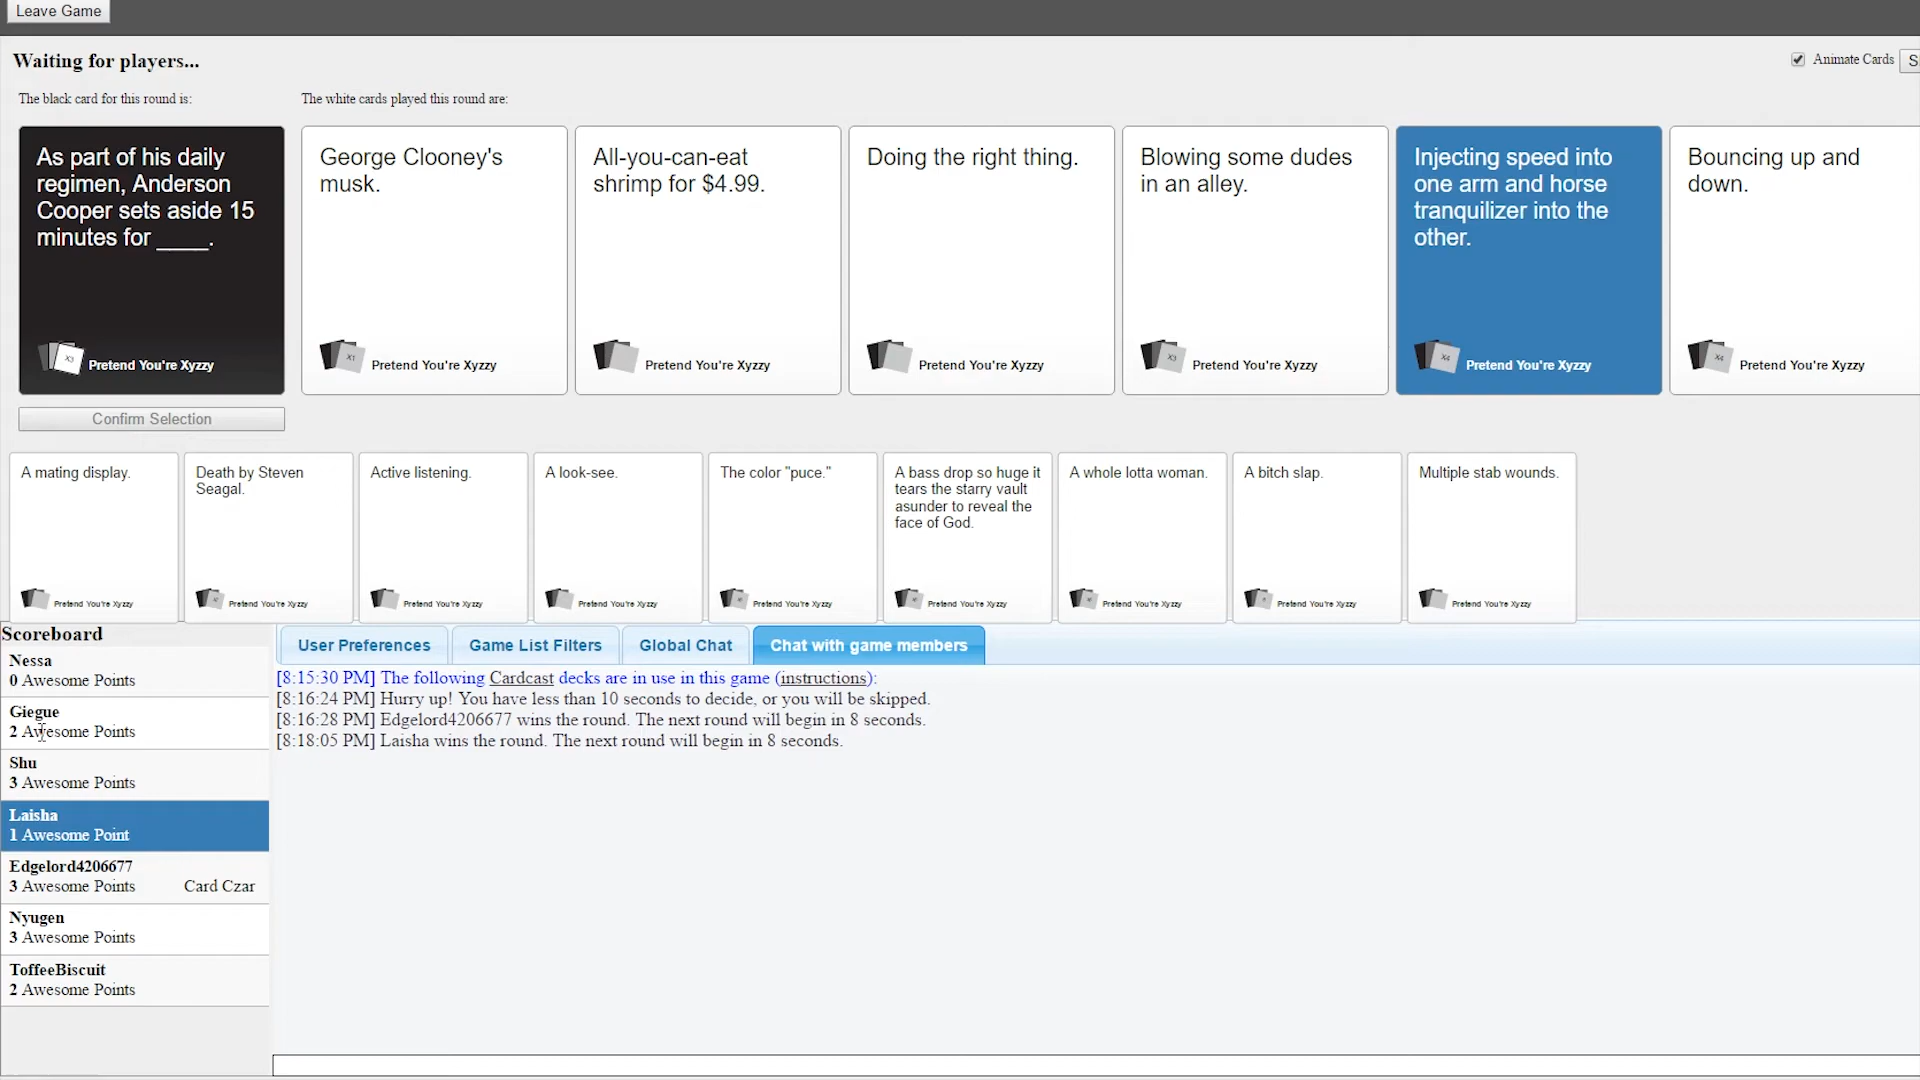 Leave Game
Waiting for players...
Animate Cards
The black card for this round is:
The white cards played this round are:
As part of his daily
regimen, Anderson
Cooper sets aside 15
minutes for ____.
X3
Pretend You're Xyzzy
George Clooney's
musk.
X1
Pretend You're Xyzzy
All-you-can-eat
shrimp for $4.99.
Pretend You're Xyzzy
Doing the right thing.
Pretend You're Xyzzy
Blowing some dudes
in an alley.
X3
Pretend You're Xyzzy
Injecting speed into
one arm and horse
tranquilizer into the
other.
X4
Pretend You're Xyzzy
Bouncing up and
down.
X4
Pretend You're Xyzzy
Confirm Selection
A mating display.
Pretend You're Xyzzy
Death by Steven
Seagal.
Pretend You're Xyzzy
Active listening.
Pretend You're Xyzzy
A look-see.
Pretend You're Xyzzy
The color "puce."
Pretend You're Xyzzy
A bass drop so huge it
tears the starry vault
asunder to reveal the
face of God.
Pretend You're Xyzzy
A whole lotta woman.
Pretend You're Xyzzy
A bitch slap.
Pretend You're Xyzzy
Multiple stab wounds.
Pretend You're Xyzzy
Scoreboard
Nessa
0 Awesome Points
Giegue
2 Awesome Points
Shu
3 Awesome Points
Laisha
1 Awesome Point
Edgelord4206677
3 Awesome Points Card Czar
Nyugen
3 Awesome Points
ToffeeBiscuit
2 Awesome Points
User Preferences
Game List Filters
Global Chat
Chat with game members
[8:15:30 PM] The following Cardcast decks are in use in this game (instructions):
[8:16:24 PM] Hurry up! You have less than 10 seconds to decide, or you will be skipped.
[8:16:28 PM] Edgelord4206677 wins the round. The next round will begin in 8 seconds.
[8:18:05 PM] Laisha wins the round. The next round will begin in 8 seconds.